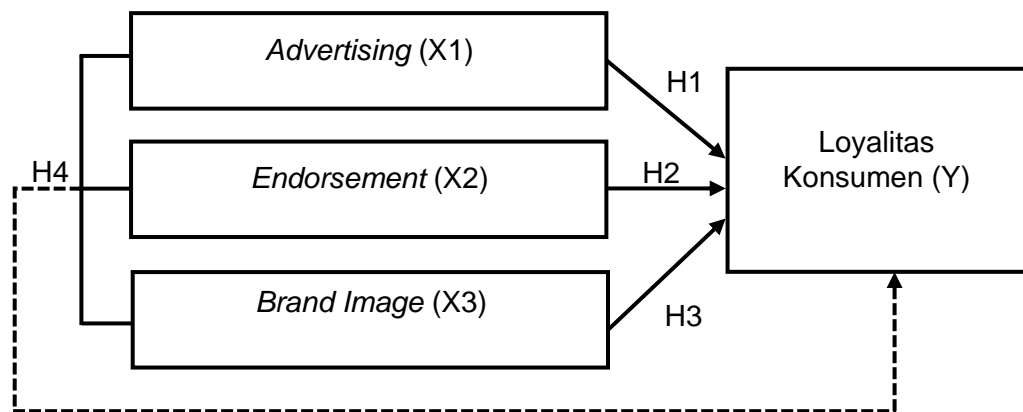 Advertising (X1)
H1
Loyalitas
Konsumen (Y)
H4
Endorsement (X2)
H2
Brand Image (X3)
H3